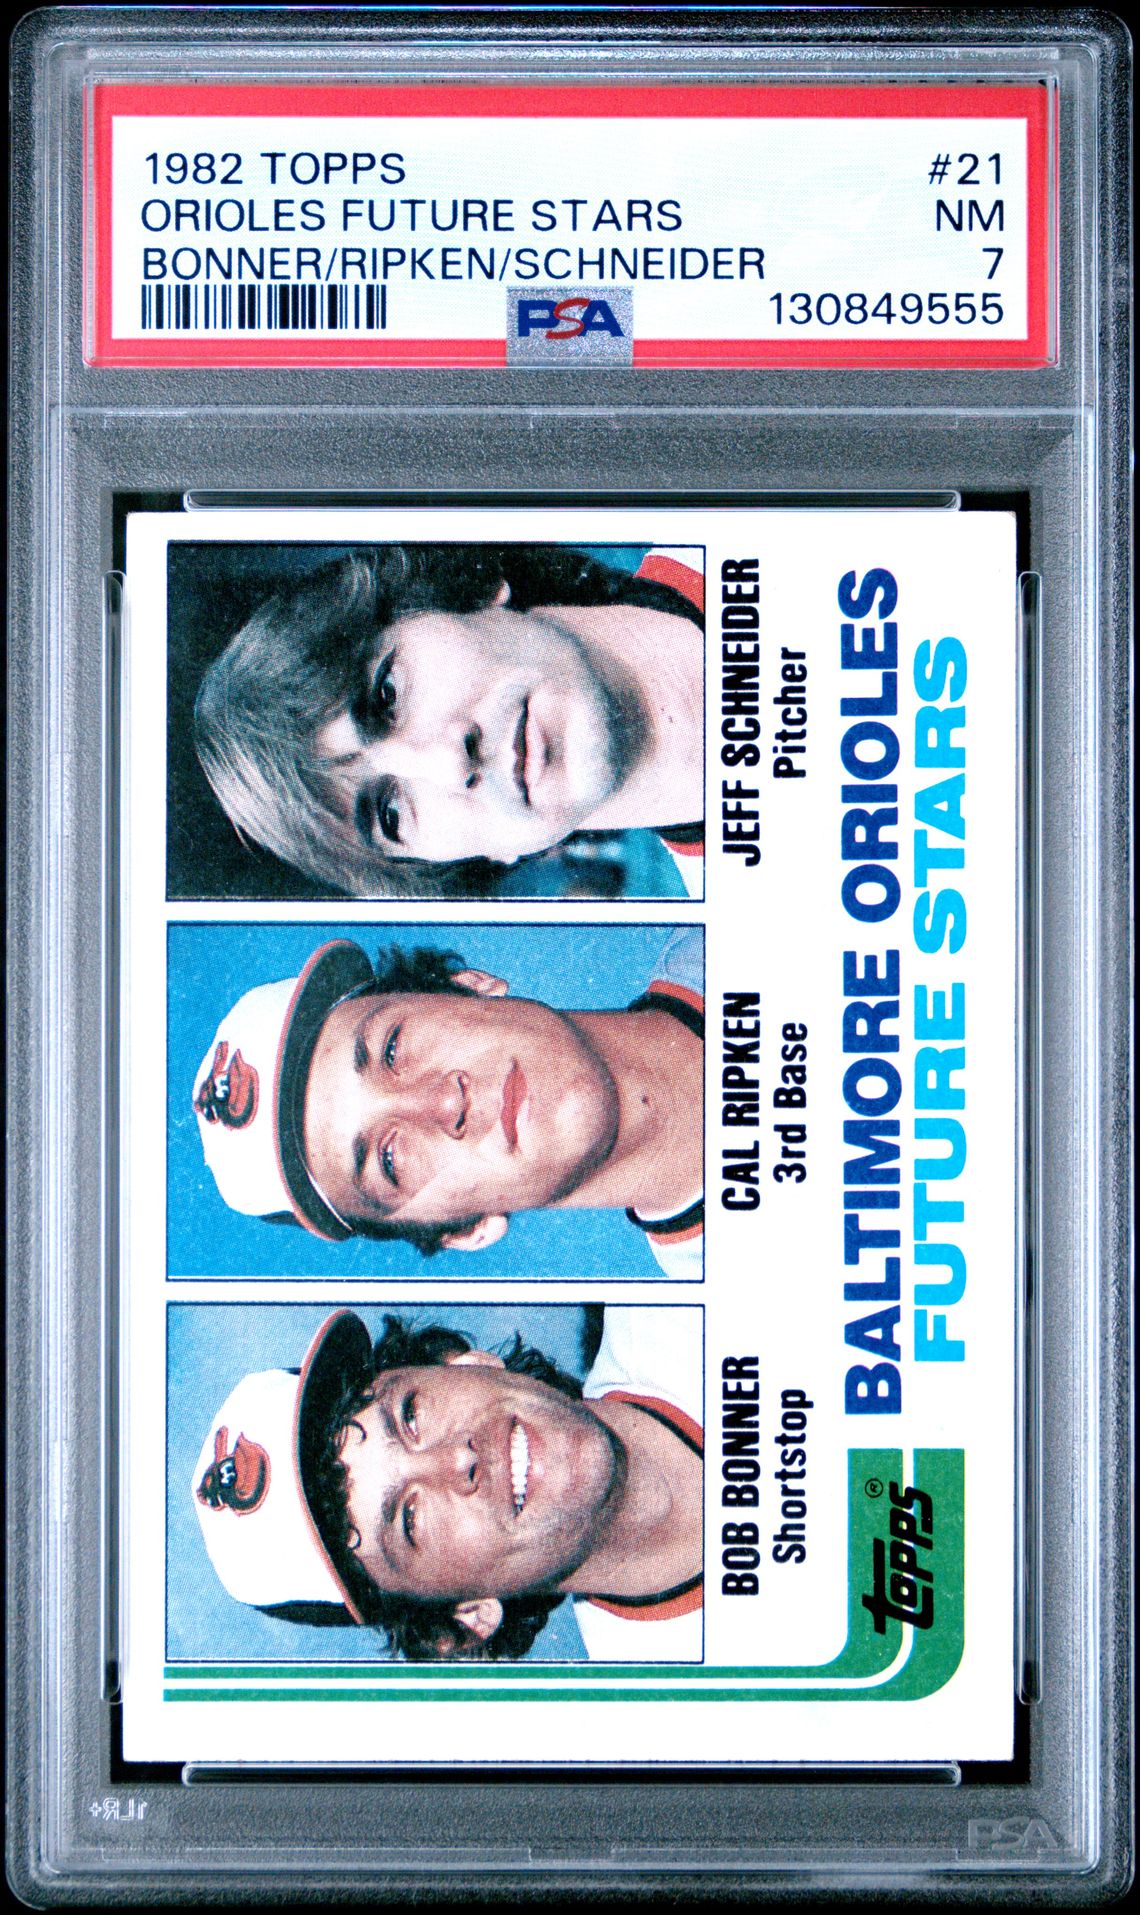 1982 TOPPS #21
ORIOLES FUTURE STARS NM
BONNER/RIPKEN/SCHNEIDER 7
PSA 130849555
BOB BONNER
Shortstop
CAL RIPKEN
3rd Base
JEFF SCHNEIDER
Pitcher
topps®
BALTIMORE ORIOLES
FUTURE STARS
PSA